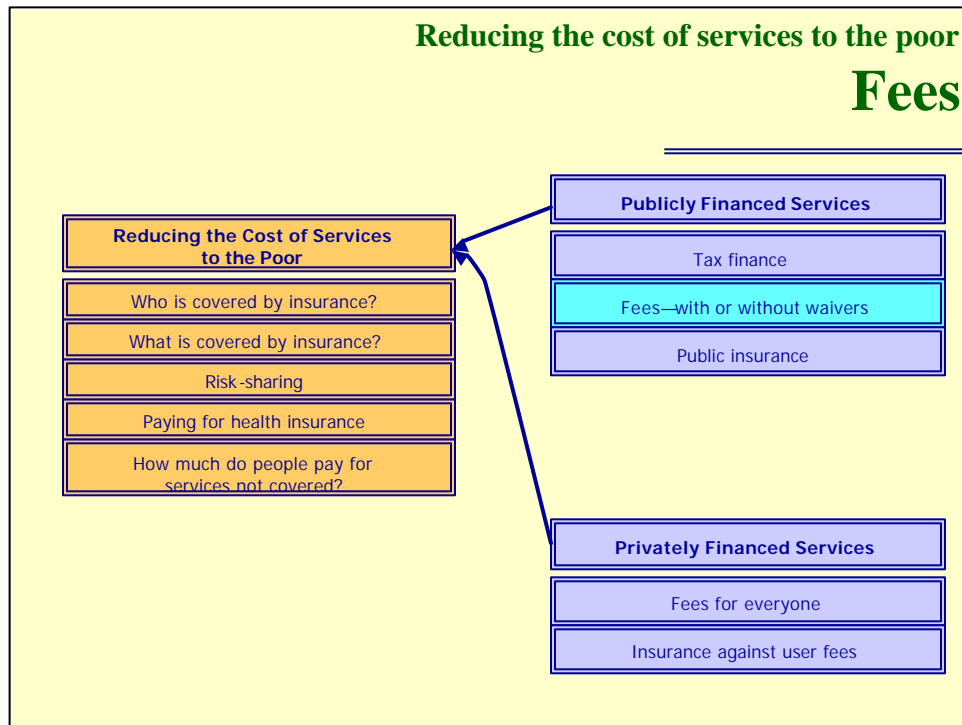 Reducing the cost of services to the poor
Fees
Reducing the Cost of Services
to the Poor
Who is covered by insurance?
What is covered by insurance?
Risk-sharing
Paying for health insurance
How much do people pay for
services not covered?
Publicly Financed Services
Tax finance
Fees—with or without waivers
Public insurance
Privately Financed Services
Fees for everyone
Insurance against user fees